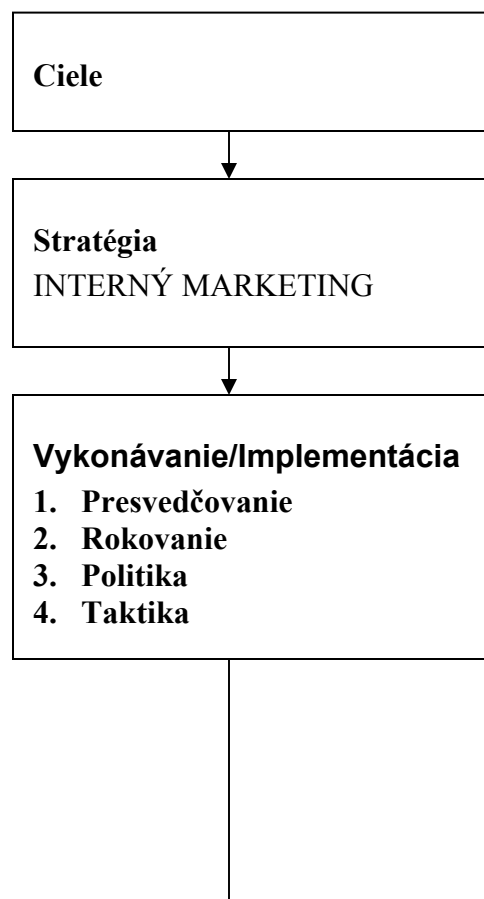 Ciele
Stratégia
INTERNÝ MARKETING
Vykonávanie/Implementácia
1. Presvedčovanie
2. Rokovanie
3. Politika
4. Taktika